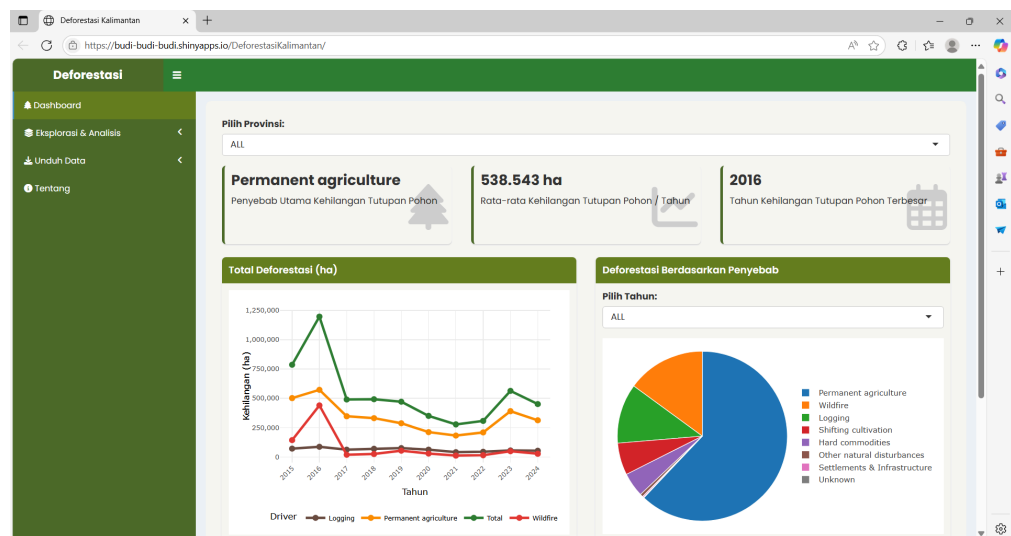 Deforestasi Kalimantan
https://budi-budi-budi.shinyapps.io/DeforestasiKalimantan/
Deforestasi
Dashboard
Eksplorasi & Analisis
Unduh Data
Tentang
Pilih Provinsi:
ALL
Permanent agriculture
Penyebab Utama Kehilangan Tutupan Pohon
538.543 ha
Rata-rata Kehilangan Tutupan Pohon / Tahun
2016
Tahun Kehilangan Tutupan Pohon Terbesar
Total Deforestasi (ha)
1,250,000
1,000,000
750,000
500,000
250,000
0
Kehilangan (ha)
2015 2016 2017 2018 2019 2020 2021 2022 2023 2024
Tahun
Driver Logging Permanent agriculture Total Wildfire
Deforestasi Berdasarkan Penyebab
Pilih Tahun:
ALL
Permanent agriculture
Wildfire
Logging
Shifting cultivation
Hard commodities
Other natural disturbances
Settlements & Infrastructure
Unknown